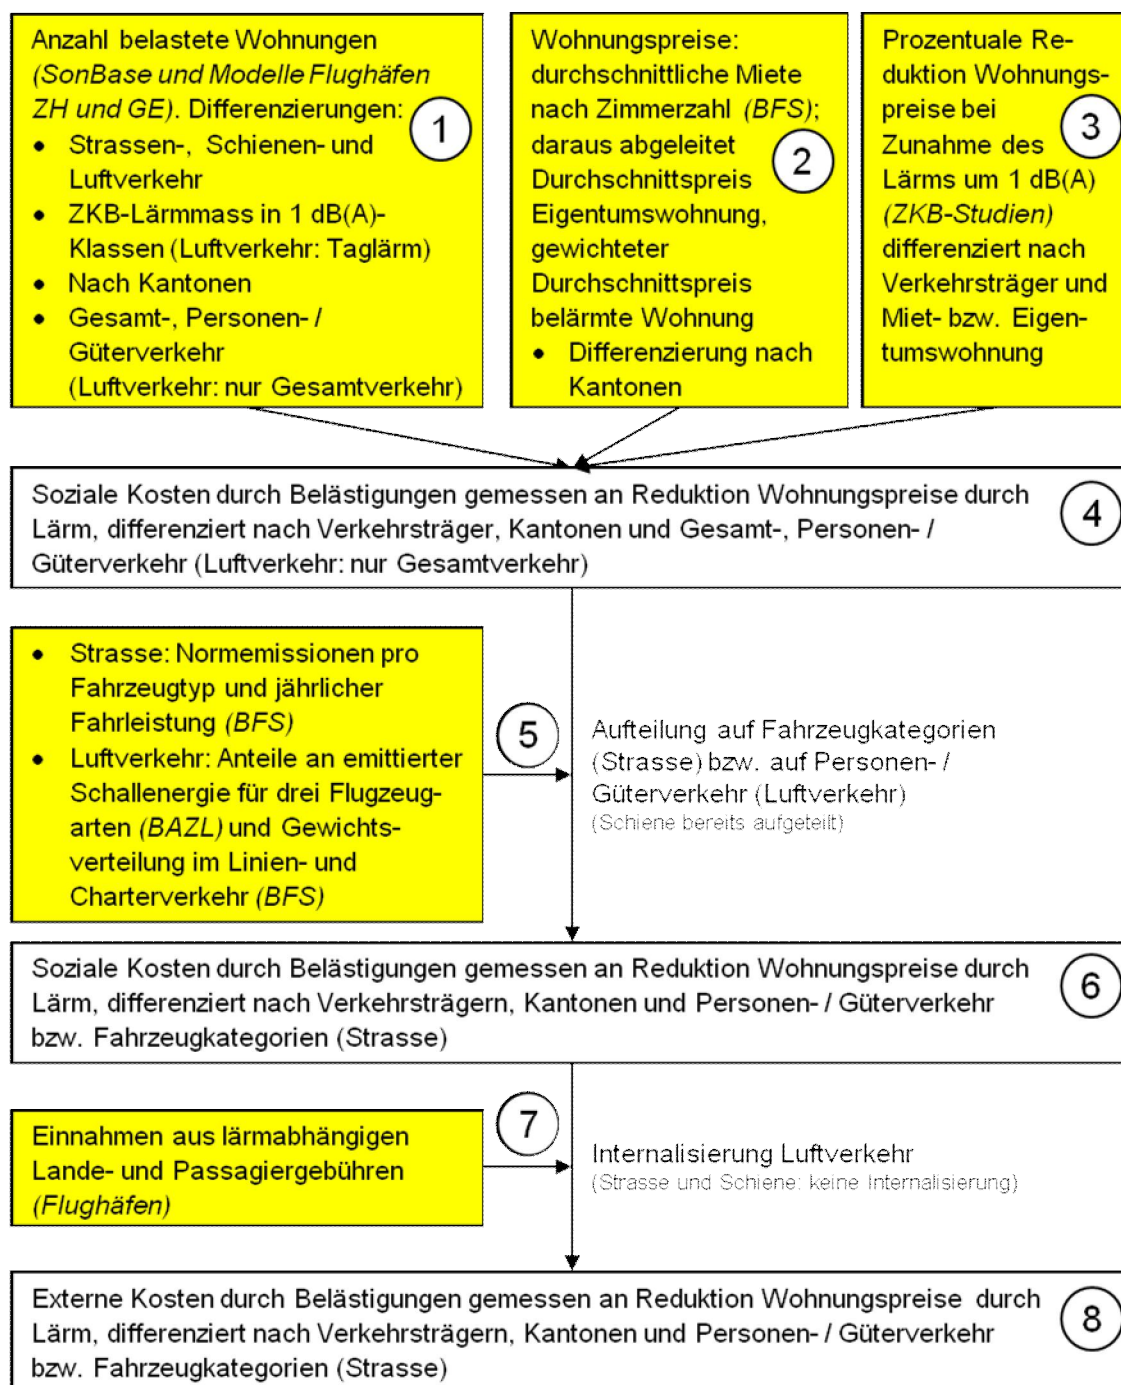 Anzahl belastete Wohnungen
(SonBase und Modelle Flughäfen
ZH und GE). Differenzierungen:
1
• Strassen-, Schienen- und
Luftverkehr
• ZKB-Lärmmass in 1 dB(A)-
Klassen (Luftverkehr: Taglärm)
• Nach Kantonen
• Gesamt-, Personen- /
Güterverkehr
(Luftverkehr: nur Gesamtverkehr)
Wohnungspreise:
durchschnittliche Miete
nach Zimmerzahl (BFS);
daraus abgeleitet
2
Durchschnittspreis
Eigentumswohnung,
gewichteter
Durchschnittspreis
belärmte Wohnung
• Differenzierung nach
Kantonen
Prozentuale Re-
duktion Wohnungs-
preise bei
3
Zunahme des
Lärms um 1 dB(A)
(ZKB-Studien)
differenziert nach
Verkehrsträger und
Miet- bzw. Eigen-
tumswohnung
Soziale Kosten durch Belästigungen gemessen an Reduktion Wohnungspreise durch
Lärm, differenziert nach Verkehrsträger, Kantonen und Gesamt-, Personen- /
Güterverkehr (Luftverkehr: nur Gesamtverkehr)
4
• Strasse: Normemissionen pro
Fahrzeugtyp und jährlicher
Fahrleistung (BFS)
• Luftverkehr: Anteile an emittierter
Schallenergie für drei Flugzeug-
arten (BAZL) und Gewichts-
verteilung im Linien- und
Charterverkehr (BFS)
5
Aufteilung auf Fahrzeugkategorien
(Strasse) bzw. auf Personen- /
Güterverkehr (Luftverkehr)
(Schiene bereits aufgeteilt)
Soziale Kosten durch Belästigungen gemessen an Reduktion Wohnungspreise durch
Lärm, differenziert nach Verkehrsträgern, Kantonen und Personen- / Güterverkehr
bzw. Fahrzeugkategorien (Strasse)
6
Einnahmen aus lärmabhängigen
Lande- und Passagiergebühren
(Flughäfen)
7
Internalisierung Luftverkehr
(Strasse und Schiene: keine Internalisierung)
Externe Kosten durch Belästigungen gemessen an Reduktion Wohnungspreise durch
Lärm, differenziert nach Verkehrsträgern, Kantonen und Personen- / Güterverkehr
bzw. Fahrzeugkategorien (Strasse)
8